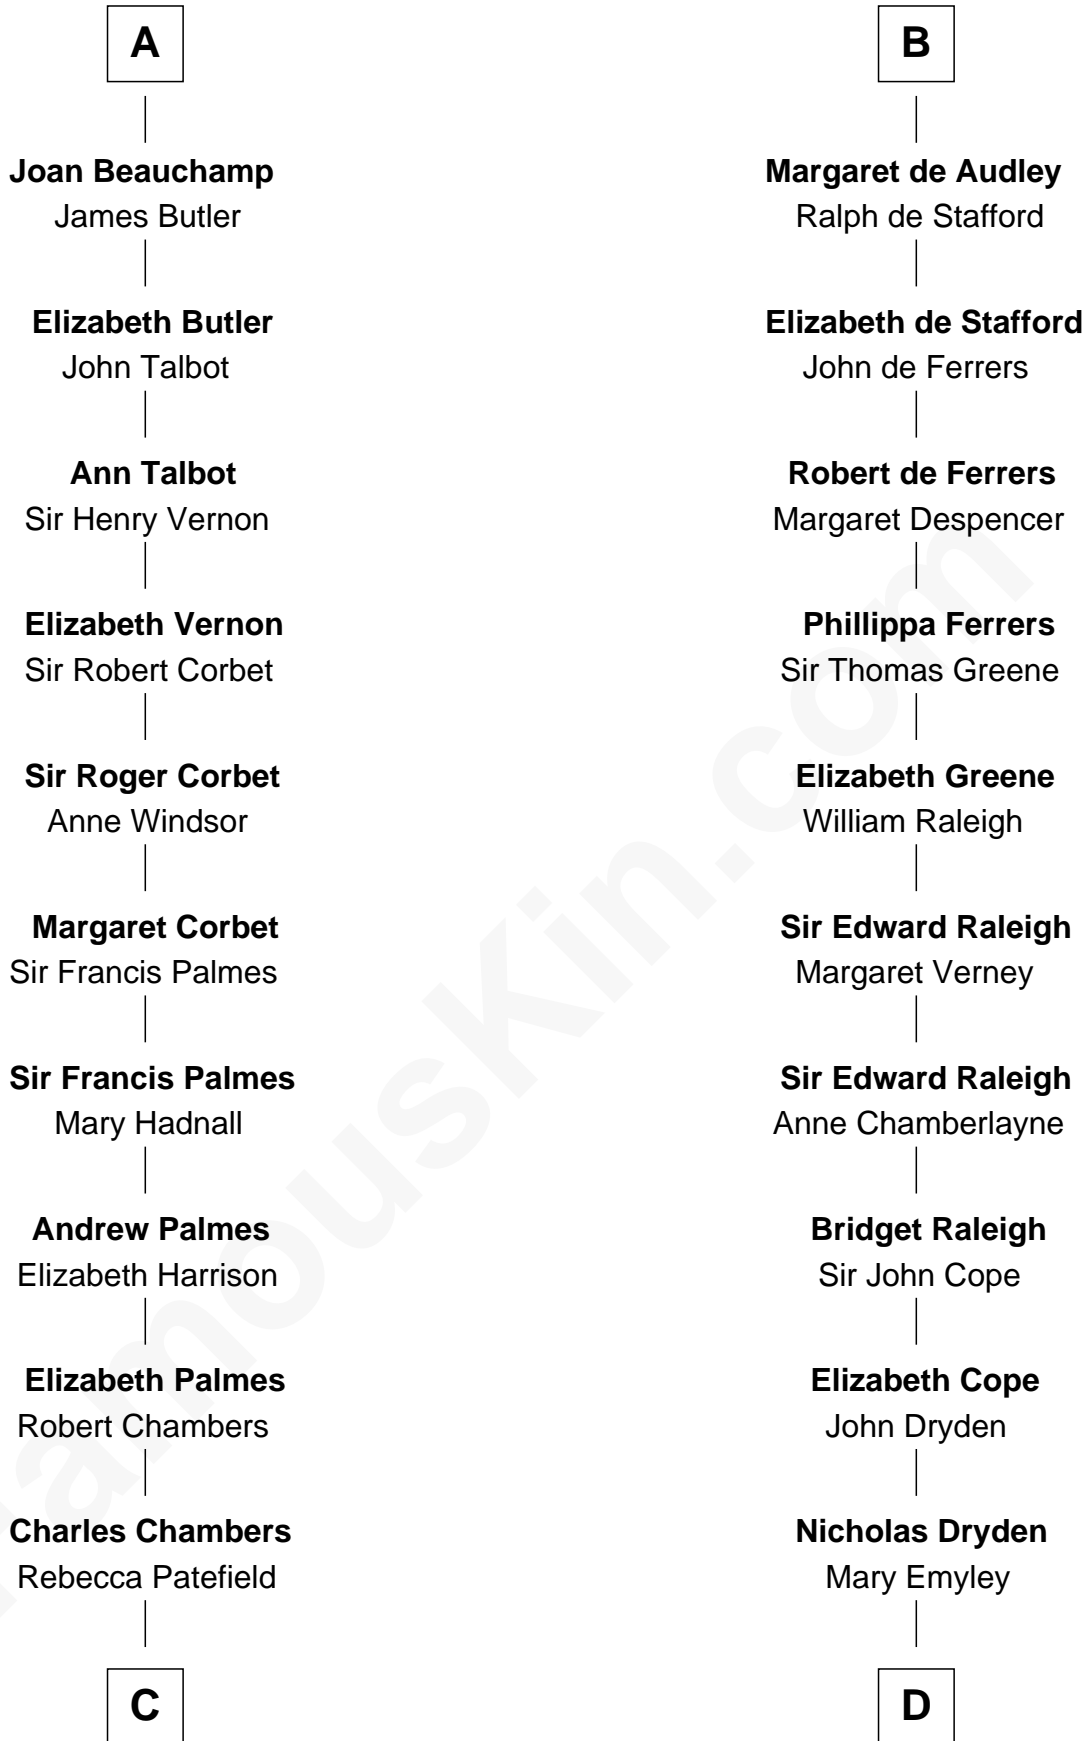 A
Joan Beauchamp
James Butler
Elizabeth Butler
John Talbot
Ann Talbot
Sir Henry Vernon
Elizabeth Vernon
Sir Robert Corbet
Sir Roger Corbet
Anne Windsor
Margaret Corbet
Sir Francis Palmes
Sir Francis Palmes
Mary Hadnall
Andrew Palmes
Elizabeth Harrison
Elizabeth Palmes
Robert Chambers
Charles Chambers
Rebecca Patefield
C
B
Margaret de Audley
Ralph de Stafford
Elizabeth de Stafford
John de Ferrers
Robert de Ferrers
Margaret Despencer
Phillippa Ferrers
Sir Thomas Greene
Elizabeth Greene
William Raleigh
Sir Edward Raleigh
Margaret Verney
Sir Edward Raleigh
Anne Chamberlayne
Bridget Raleigh
Sir John Cope
Elizabeth Cope
John Dryden
Nicholas Dryden
Mary Emyley
D
FamousKin.com